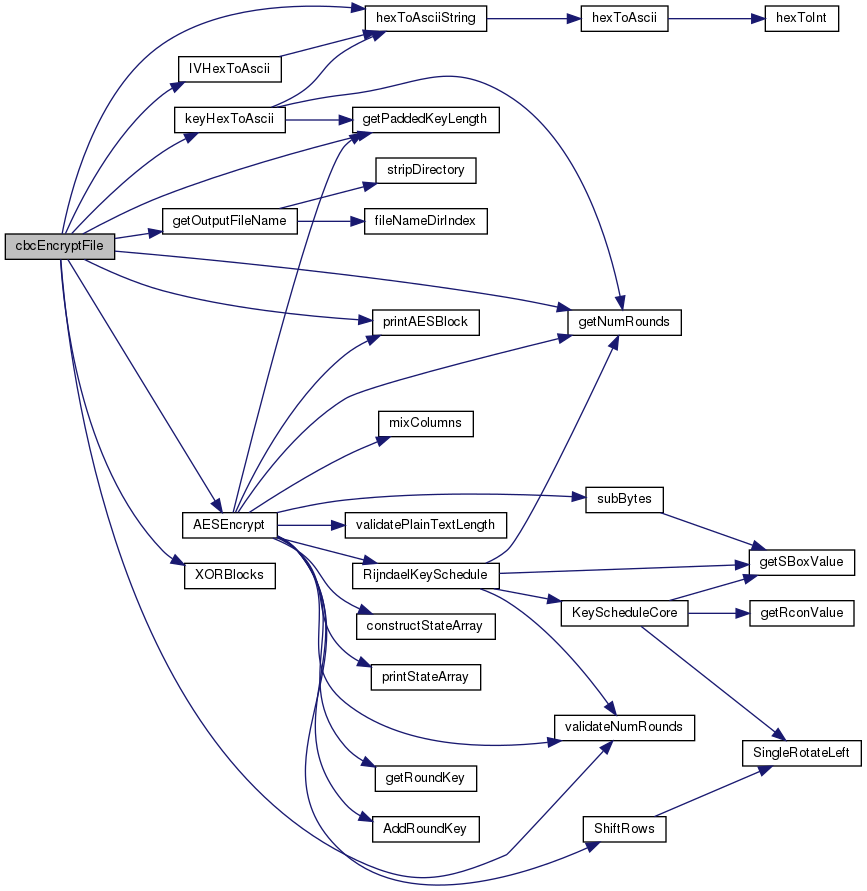 hexToAsciiString
hexToAscii
hexToInt
IVHexToAscii
keyHexToAscii
getPaddedKeyLength
stripDirectory
getOutputFileName
fileNameDirIndex
cbcEncryptFile
printAESBlock
getNumRounds
mixColumns
subBytes
AESEncrypt
validatePlainTextLength
getSBoxValue
XORBlocks
RijndaelKeySchedule
KeyScheduleCore
getRconValue
constructStateArray
printStateArray
validateNumRounds
SingleRotateLeft
getRoundKey
AddRoundKey
ShiftRows